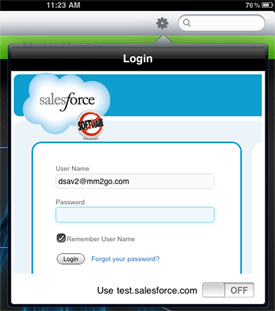 11:23 AM 76%
Login
salesforce
SOFTWARE
User Name
dsav2@mm2go.com
Password
Remember User Name
Login Forgot your password?
Use test.salesforce.com OFF